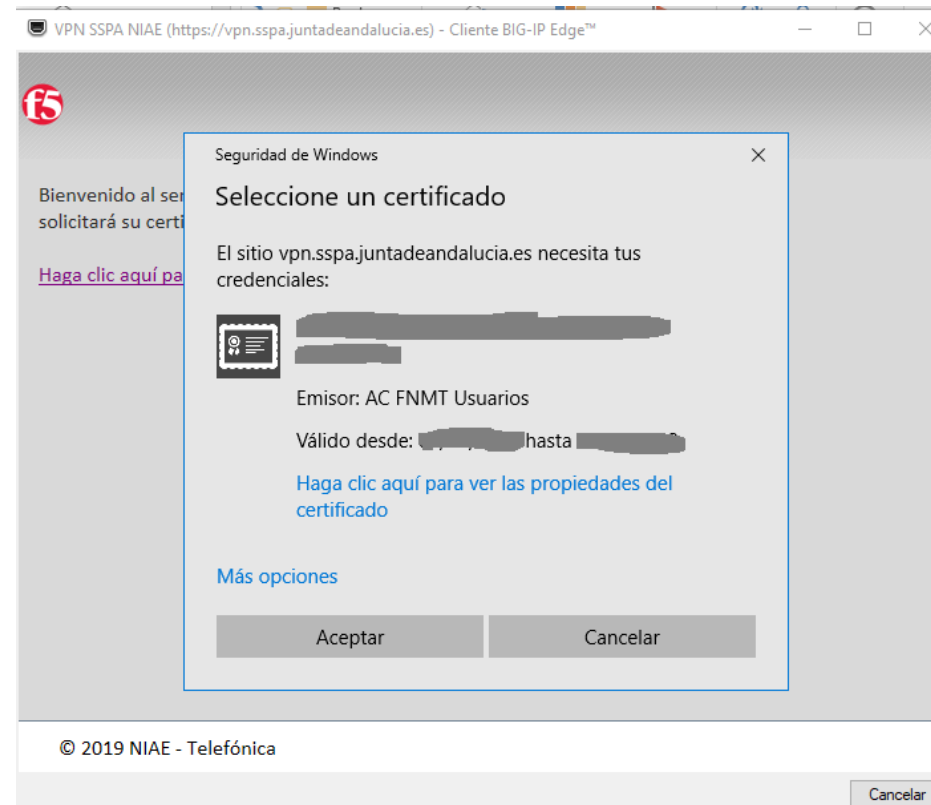 VPN SSPA NIAE (https://vpn.sspa.juntadeandalucia.es) - Cliente BIG-IP Edge™
f5
Bienvenido al ser
solicitará su certi
Haga clic aquí pa
Seguridad de Windows
Seleccione un certificado
El sitio vpn.sspa.juntadeandalucia.es necesita tus
credenciales:
Emisor: AC FNMT Usuarios
Válido desde: hasta
Haga clic aquí para ver las propiedades del
certificado
Más opciones
Aceptar
Cancelar
© 2019 NIAE - Telefónica
Cancelar